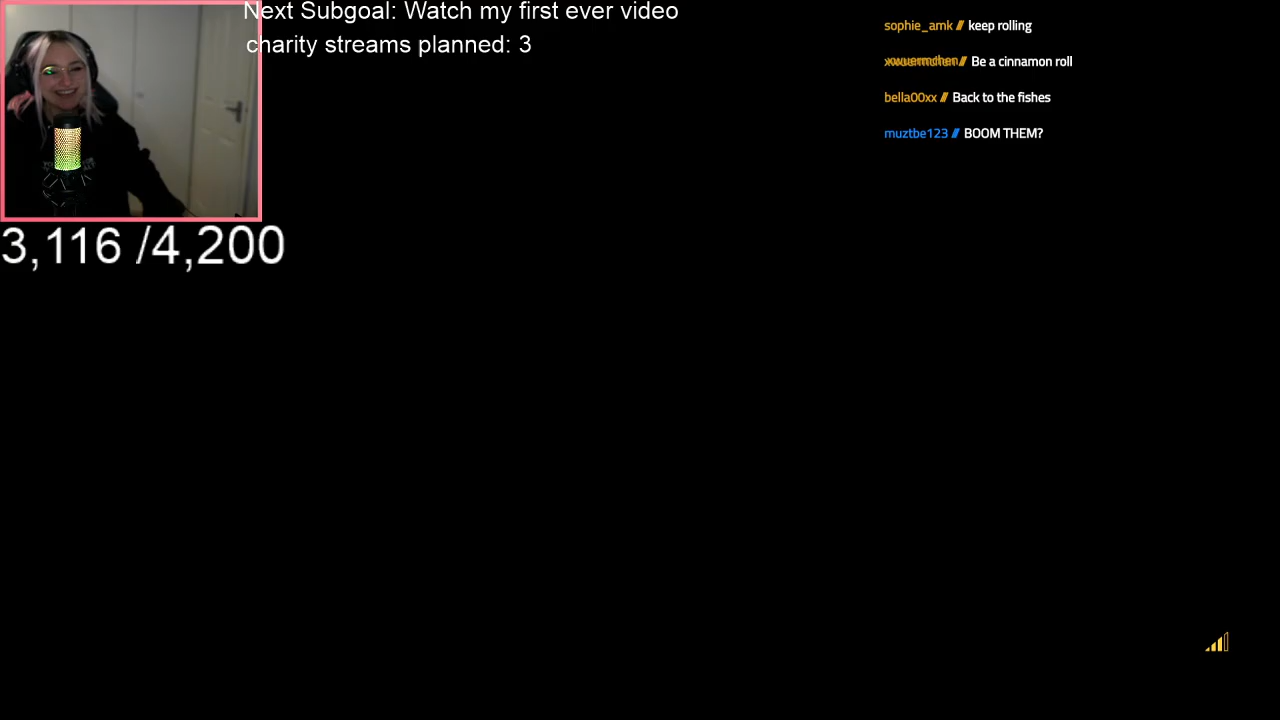 Next Subgoal: Watch my first ever video
charity streams planned: 3
3,116 /4,200
sophie_amk // keep rolling
// Be a cinnamon roll
bella00xx // Back to the fishes
muztbe123 // BOOM THEM?